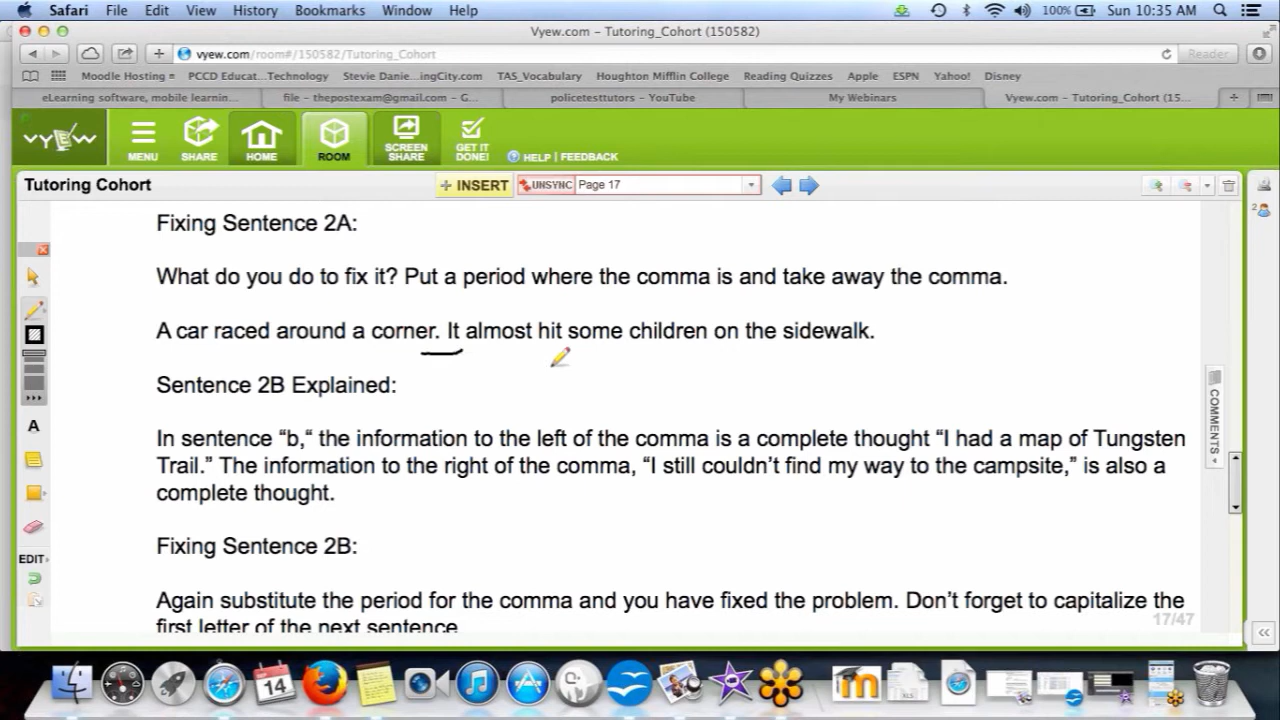 Safari File Edit View History Bookmarks Window Help 100% Sun 10:35 AM
Vyew.com – Tutoring_Cohort (150582)
vyew.com/room#/150582/Tutoring_Cohort Reader
Moodle Hosting PCCD Educat...Technology Stevie Danie...ingCity.com TAS_Vocabulary Houghton Mifflin College Reading Quizzes Apple ESPN Yahoo! Disney
eLearning software, mobile learnin... file – thepostexam@gmail.com – G... policetesttutors – YouTube My Webinars Vyew.com – Tutoring_Cohort (15...
VYEW MENU SHARE HOME ROOM SCREEN SHARE GET IT DONE! HELP | FEEDBACK
Tutoring Cohort + INSERT UNSYNC Page 17
2
Fixing Sentence 2A:
What do you do to fix it? Put a period where the comma is and take away the comma.
A car raced around a corner. It almost hit some children on the sidewalk.
Sentence 2B Explained:
In sentence “b,“ the information to the left of the comma is a complete thought “I had a map of Tungsten
Trail.” The information to the right of the comma, “I still couldn’t find my way to the campsite,” is also a
complete thought.
Fixing Sentence 2B:
Again substitute the period for the comma and you have fixed the problem. Don’t forget to capitalize the
first letter of the next sentence
17/47
A
EDIT
COMMENTS
14
XLS